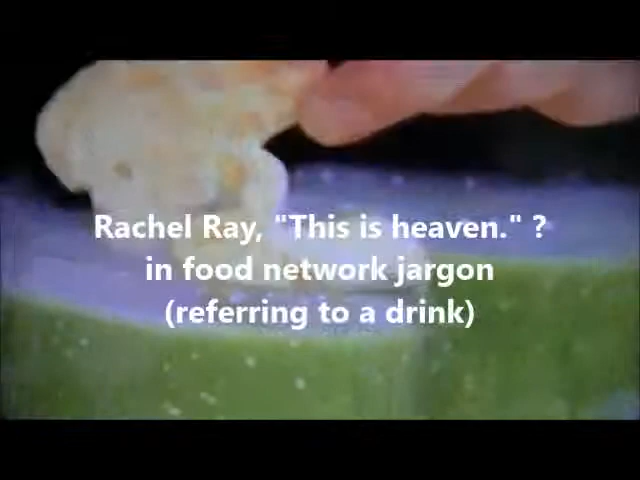 Rachel Ray, "This is heaven." ?
in food network jargon
(referring to a drink)